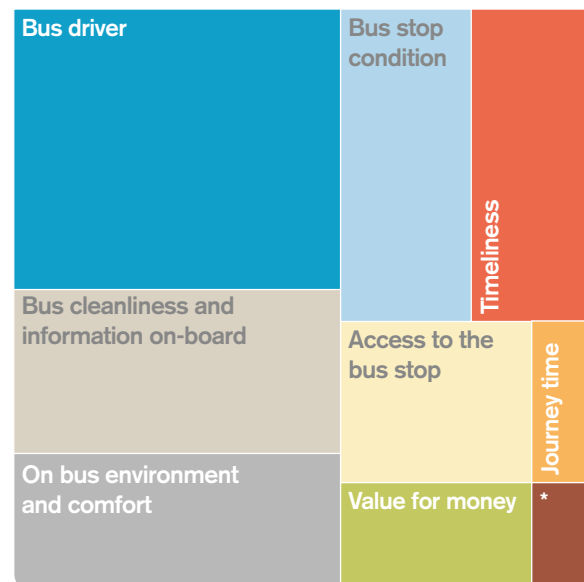 Bus driver
Bus stop
condition
Timeliness
Bus cleanliness and
information on-board
Access to the
bus stop
Journey time
On bus environment
and comfort
Value for money
*